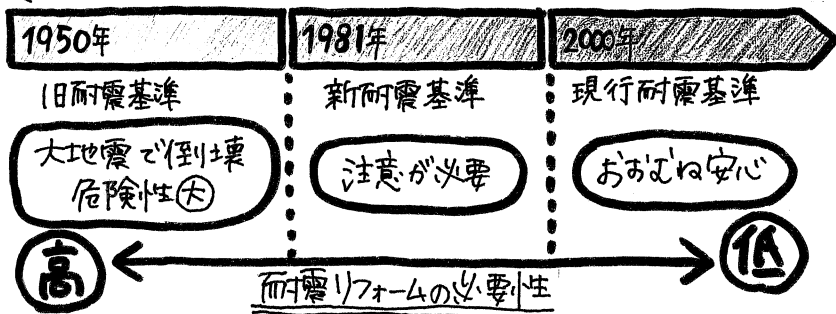 1950年
1981年
2000年
旧耐震基準
新耐震基準
現行耐震基準
大地震で倒壊
危険性大
注意が必要
おおむね安心
高
低
耐震リフォームの必要性